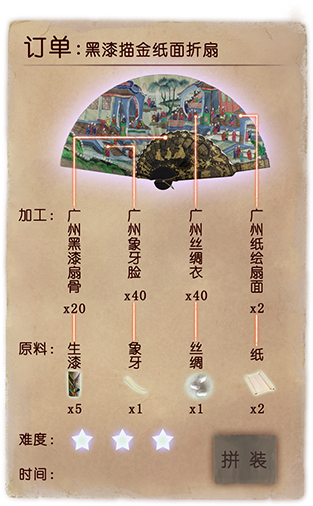 订单:黑漆描金纸面折扇
加工: 广州黑漆扇骨 广州象牙脸 广州丝绸衣 广州纸绘扇面
x20 x40 x40 x2
原料: 生漆 象牙 丝绸 纸
x5 x1 x1 x2
难度:
时间:
拼装